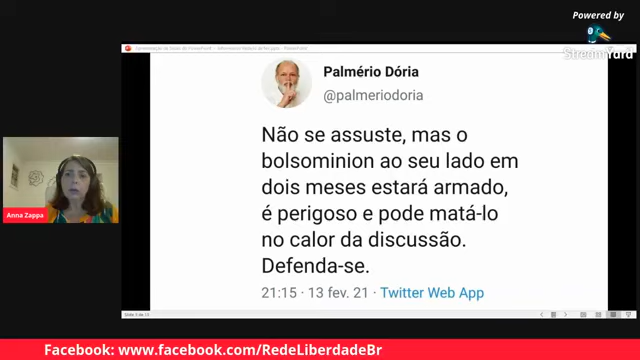 Powered by
StreamYard
Palmério Dória
@palmeriodoria
Não se assuste, mas o
bolsominion ao seu lado em
dois meses estará armado,
é perigoso e pode matá-lo
no calor da discussão.
Defenda-se.
21:15 · 13 fev. 21 · Twitter Web App
Anna Zappa
Facebook: www.facebook.com/RedeLiberdadeBr